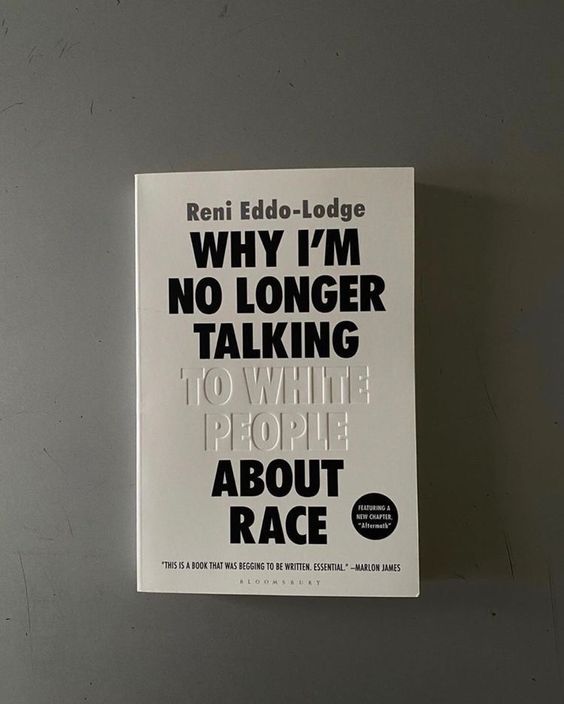 Reni Eddo-Lodge
WHY I'M
NO LONGER
TALKING
TO WHITE
PEOPLE
ABOUT
RACE
FEATURING A
NEW CHAPTER,
"Aftermath"
"THIS IS A BOOK THAT WAS BEGGING TO BE WRITTEN. ESSENTIAL." —MARLON JAMES
BLOOMSBURY